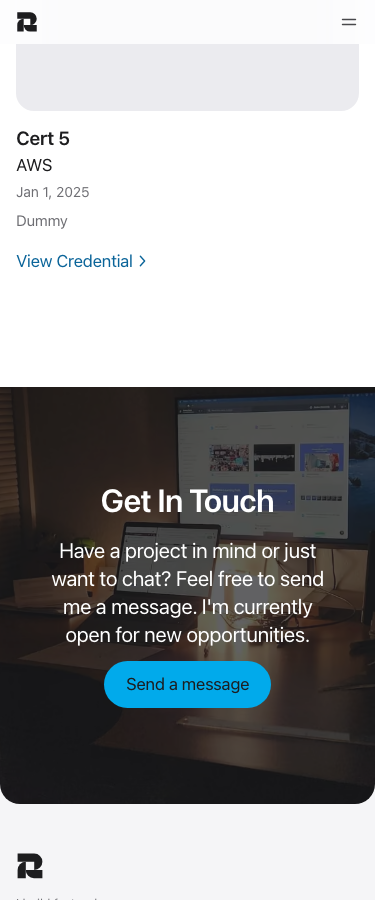 Cert 5
AWS
Jan 1, 2025
Dummy
View Credential
Get In Touch
Have a project in mind or just
want to chat? Feel free to send
me a message. I'm currently
open for new opportunities.
Send a message